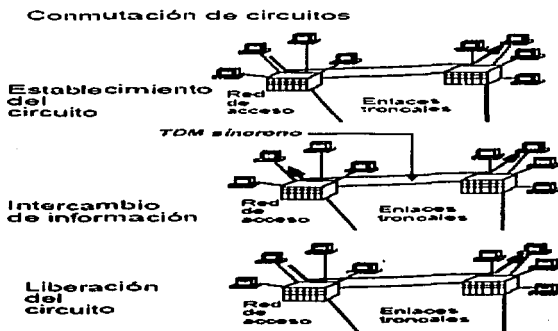 Conmutación de circuitos
Establecimiento
del
circuito
Red
de
acceso
Enlaces
troncales
TDM síncrono
Intercambio
de información
Red
de
acceso
Enlaces
troncales
Liberación
del
circuito
Red
de
acceso
Enlaces
troncales